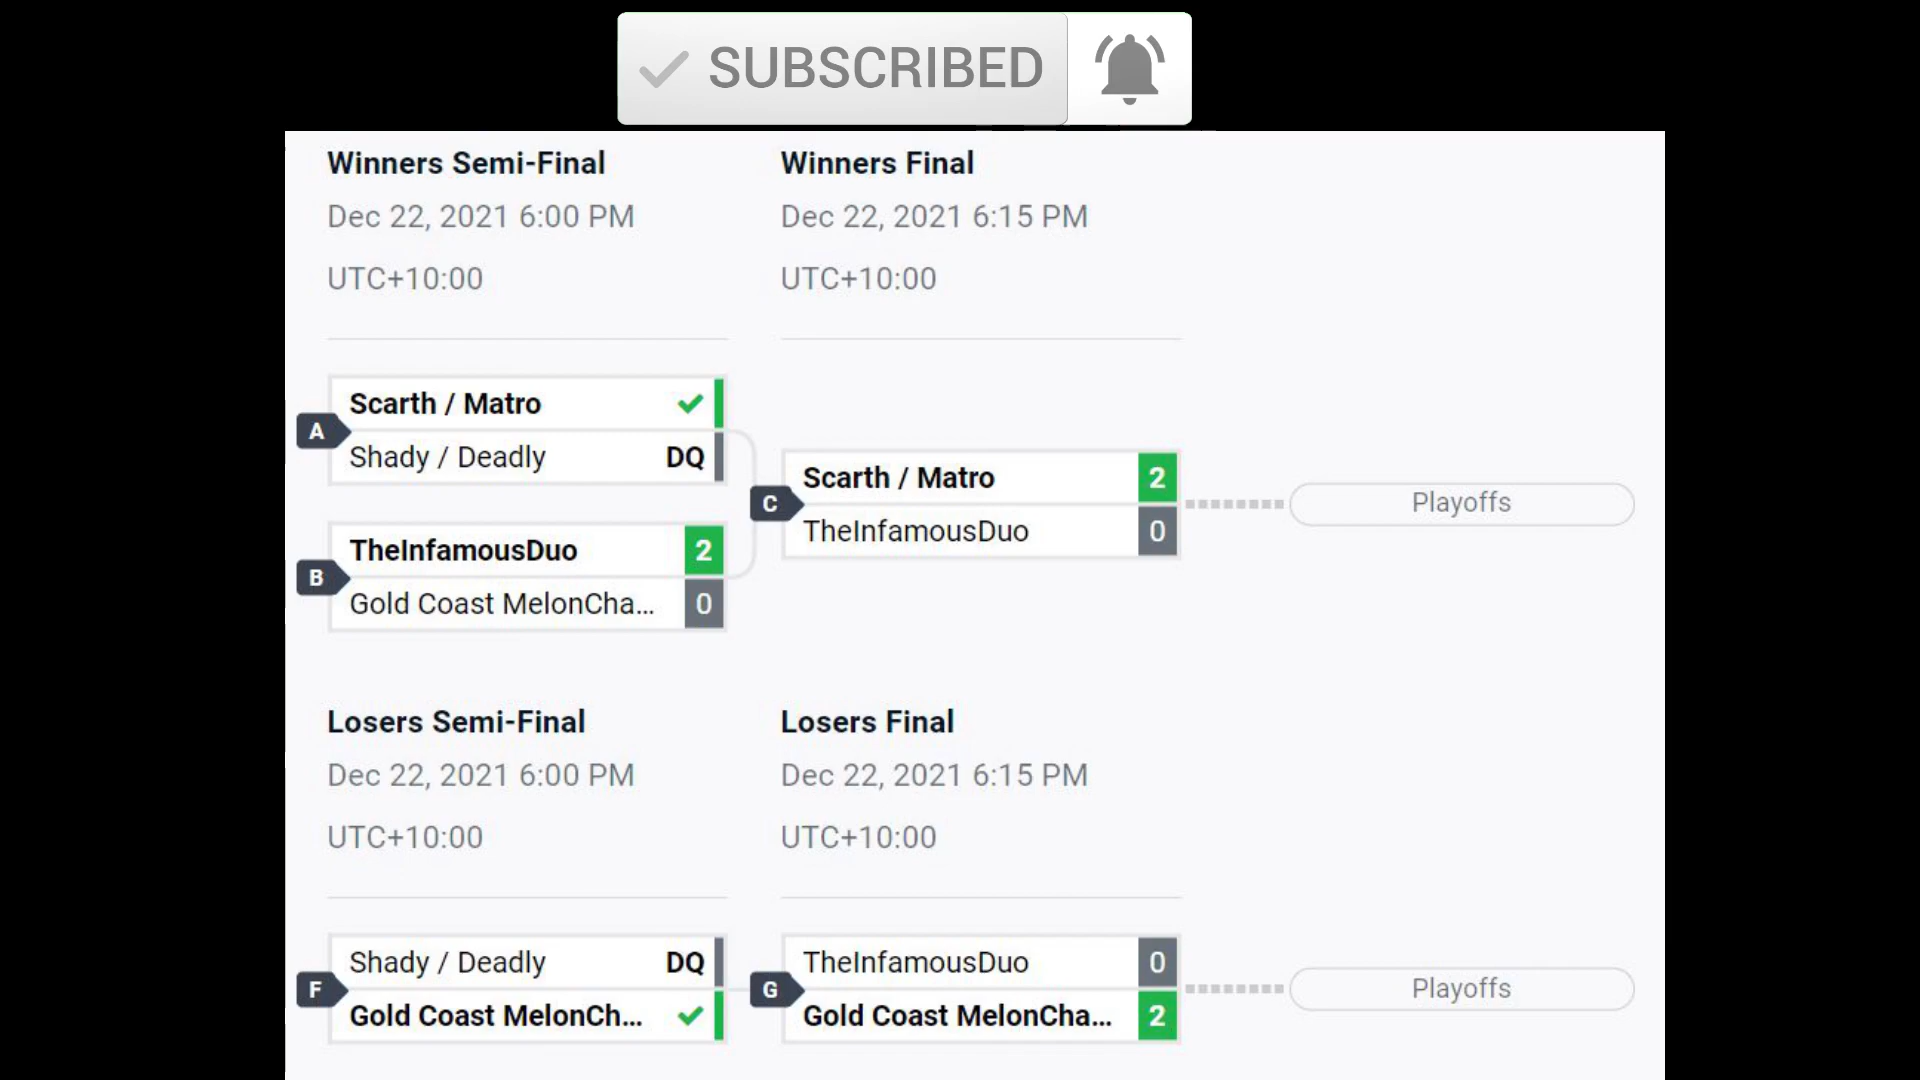 SUBSCRIBED
Winners Semi-Final
Dec 22, 2021 6:00 PM
UTC+10:00
Winners Final
Dec 22, 2021 6:15 PM
UTC+10:00
A
Scarth / Matro
Shady / Deadly DQ
B
TheInfamousDuo 2
Gold Coast MelonCha... 0
C
Scarth / Matro 2
TheInfamousDuo 0
Playoffs
Losers Semi-Final
Dec 22, 2021 6:00 PM
UTC+10:00
Losers Final
Dec 22, 2021 6:15 PM
UTC+10:00
F
Shady / Deadly DQ
Gold Coast MelonCh...
G
TheInfamousDuo 0
Gold Coast MelonCha... 2
Playoffs